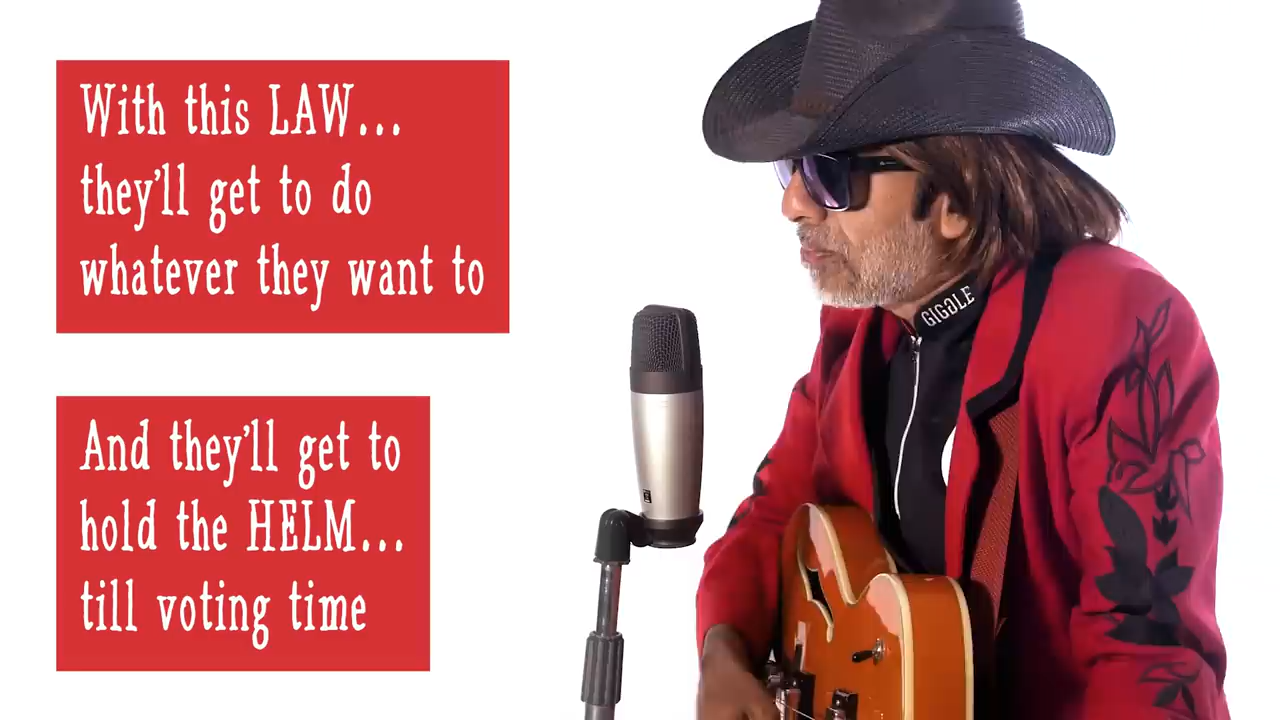 With this LAW...
they'll get to do
whatever they want to
And they'll get to
hold the HELM...
till voting time
GIGGLE